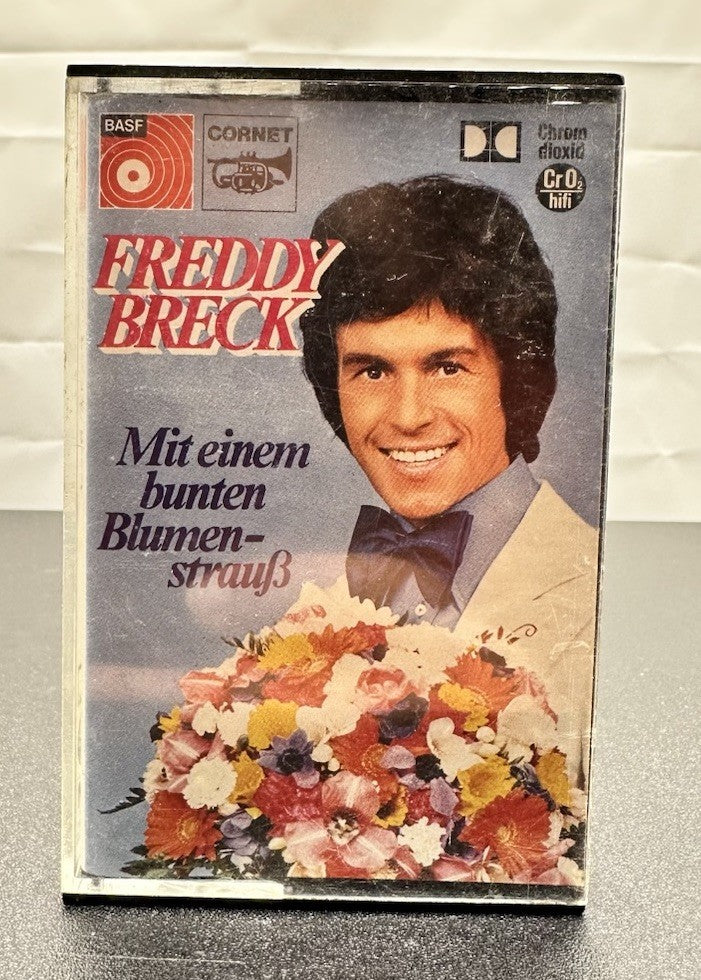 BASF
CORNET
Chrom
dioxid
CrO₂
hifi
FREDDY
BRECK
Mit einem
bunten
Blumen-
strauß